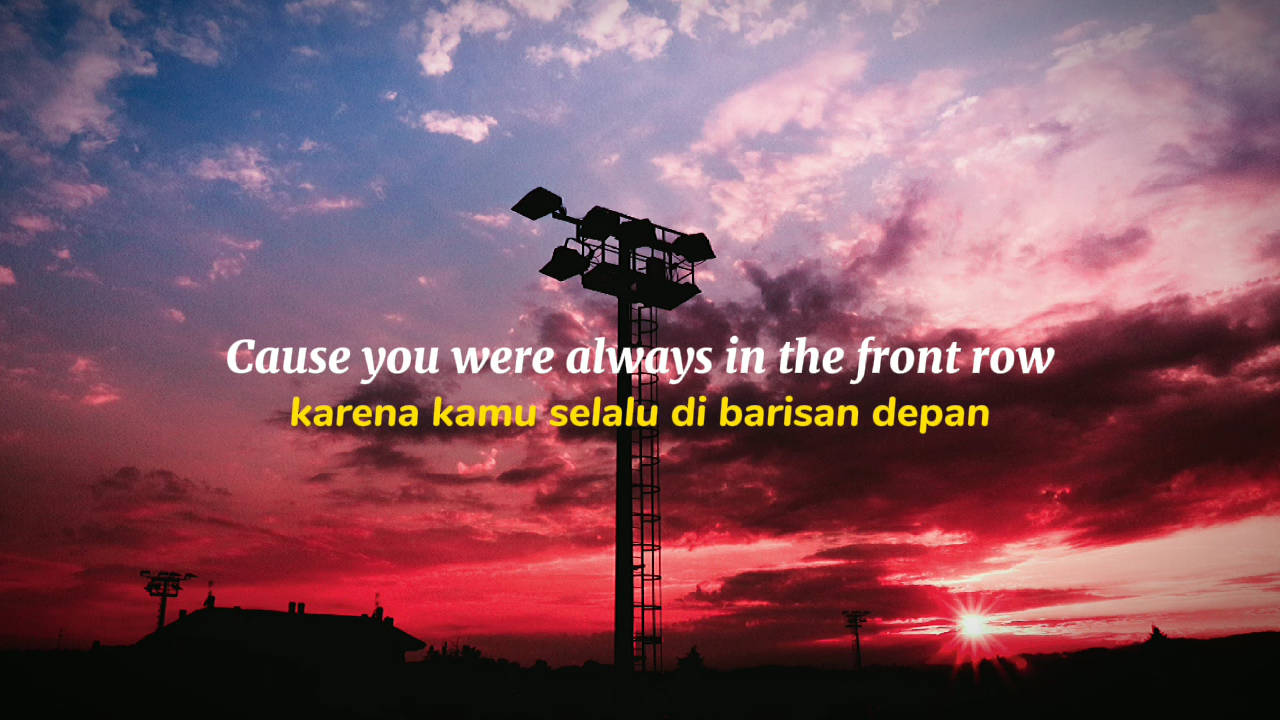 Cause you were always in the front row
karena kamu selalu di barisan depan